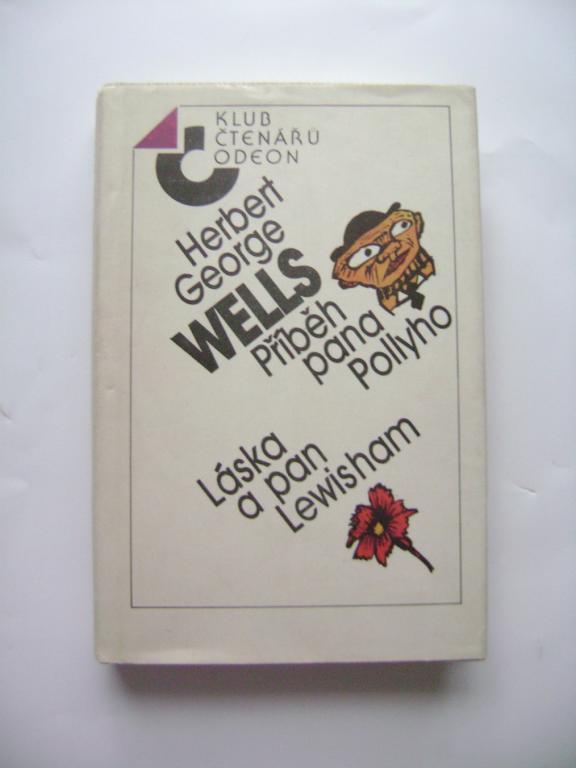 KLUB
ČTENÁŘŮ
ODEON
Herbert
George
WELLS
Příběh
pana
Pollyho
Láska
a pan
Lewisham